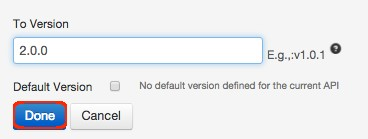 To Version
2.0.0 E.g.,:v1.0.1 ?
Default Version No default version defined for the current API
Done Cancel